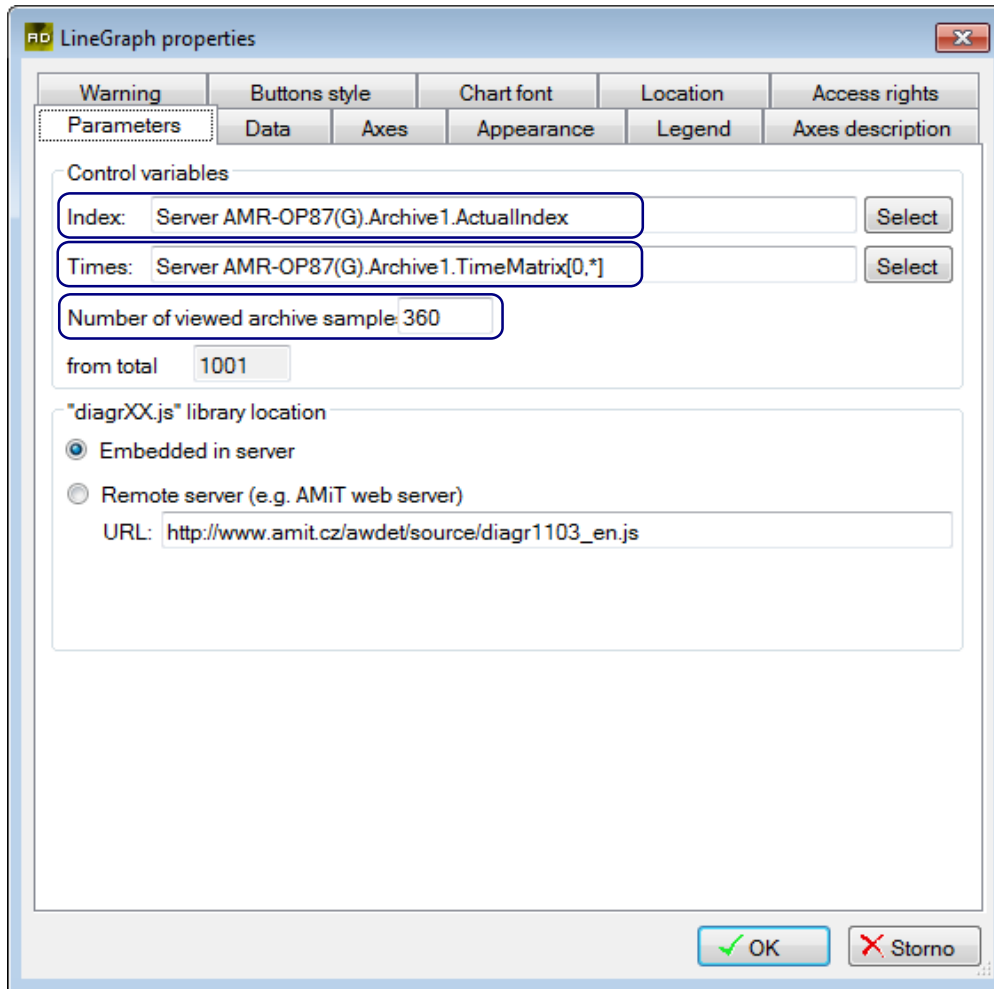 RD LineGraph properties
Warning Buttons style Chart font Location Access rights
Parameters Data Axes Appearance Legend Axes description
Control variables
Index: Server AMR-OP87(G).Archive1.ActualIndex Select
Times: Server AMR-OP87(G).Archive1.TimeMatrix[0,*] Select
Number of viewed archive sample 360
from total 1001
"diagrXX.js" library location
Embedded in server
Remote server (e.g. AMiT web server)
URL: http://www.amit.cz/awdet/source/diagr1103_en.js
OK Storno